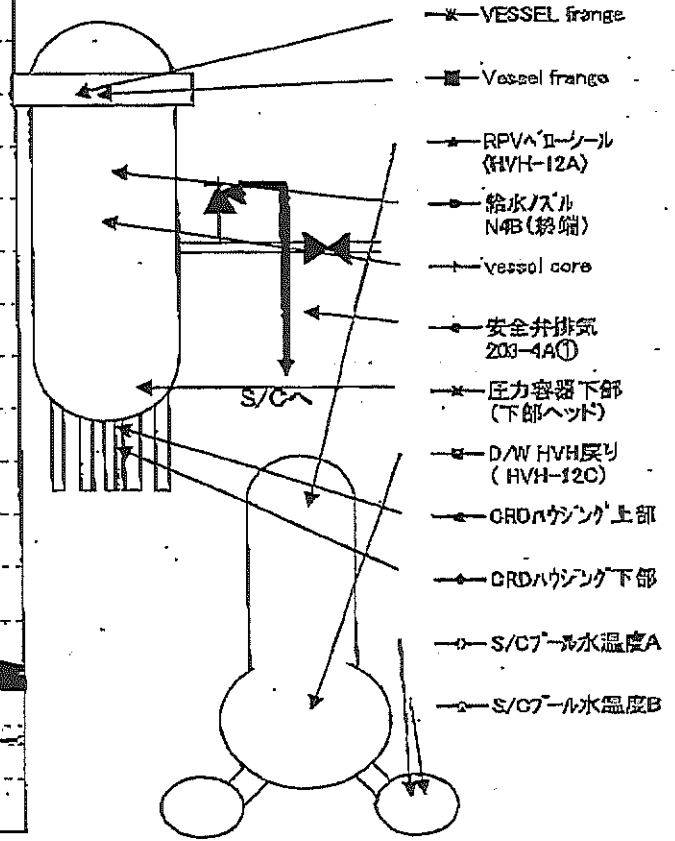 VESSEL frange
Vessel frange
RPVベローシール
(HVH-12A)
給水ノズル
N4B(終端)
vessel core
安全弁排気
203-4A①
圧力容器下部
(下部ヘッド)
D/W HVH戻り
( HVH-12C)
CRDハウジング上部
CRDハウジング下部
S/Cプール水温度A
S/Cプール水温度B
S/Cへ